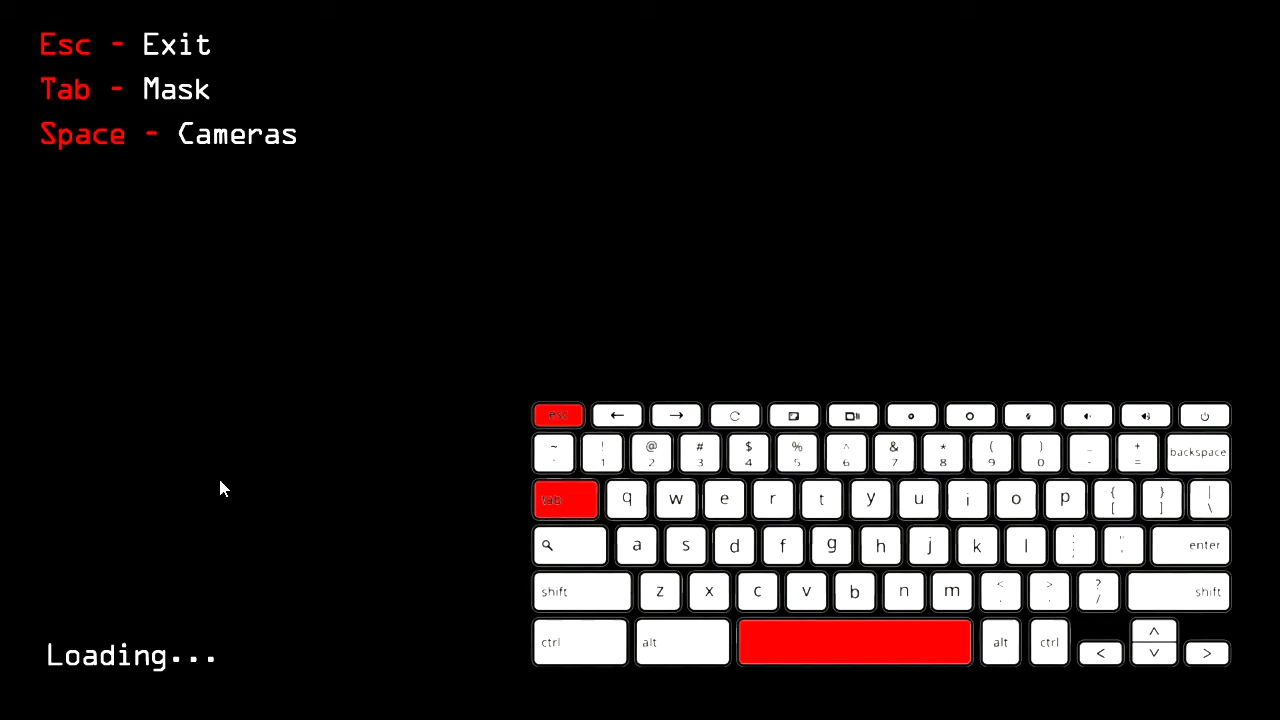 Esc - Exit
Tab - Mask
Space - Cameras
esc
~ ! @ # $ % ^ & * ( ) _ + backspace
` 1 2 3 4 5 6 7 8 9 0 - =
tab q w e r t y u i o p { } |
[ ] \
a s d f g h j k l : " enter
; '
shift z x c v b n m < > ? shift
, . /
ctrl alt alt ctrl < ^ v >
Loading...